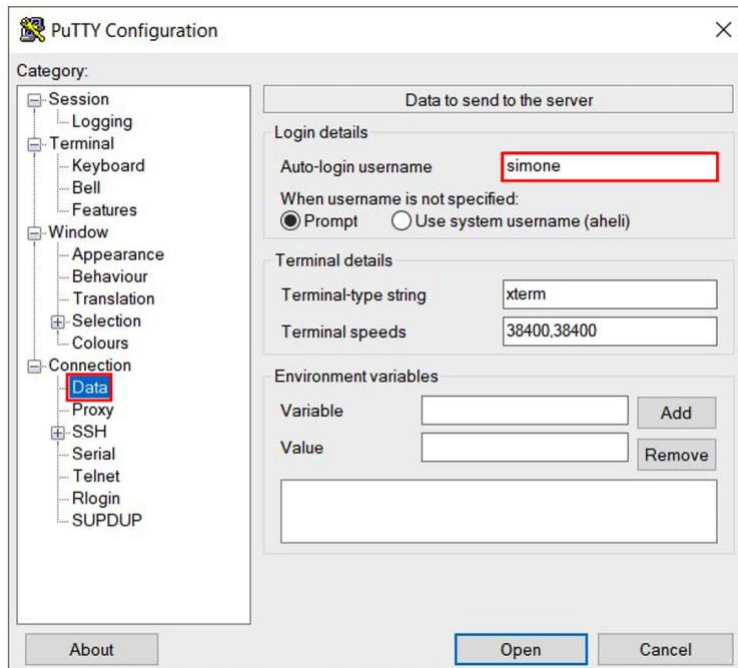 PuTTY Configuration
Category:
Session
Logging
Terminal
Keyboard
Bell
Features
Window
Appearance
Behaviour
Translation
Selection
Colours
Connection
Data
Proxy
SSH
Serial
Telnet
Rlogin
SUPDUP
Data to send to the server
Login details
Auto-login username simone
When username is not specified:
Prompt Use system username (aheli)
Terminal details
Terminal-type string xterm
Terminal speeds 38400,38400
Environment variables
Variable Add
Value Remove
About Open Cancel